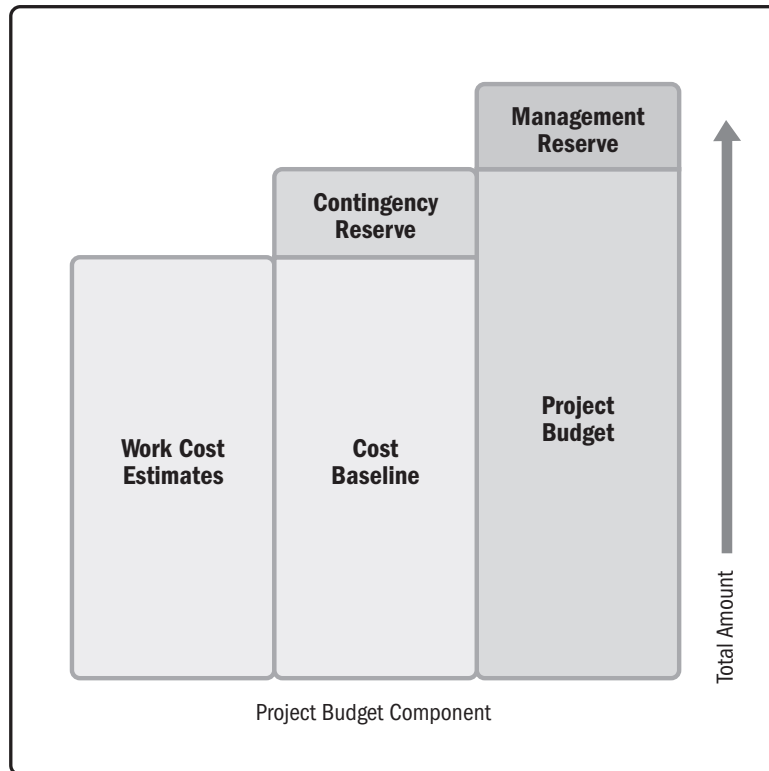 Management
Reserve
Contingency
Reserve
Work Cost
Estimates
Cost
Baseline
Project
Budget
Total Amount
Project Budget Component